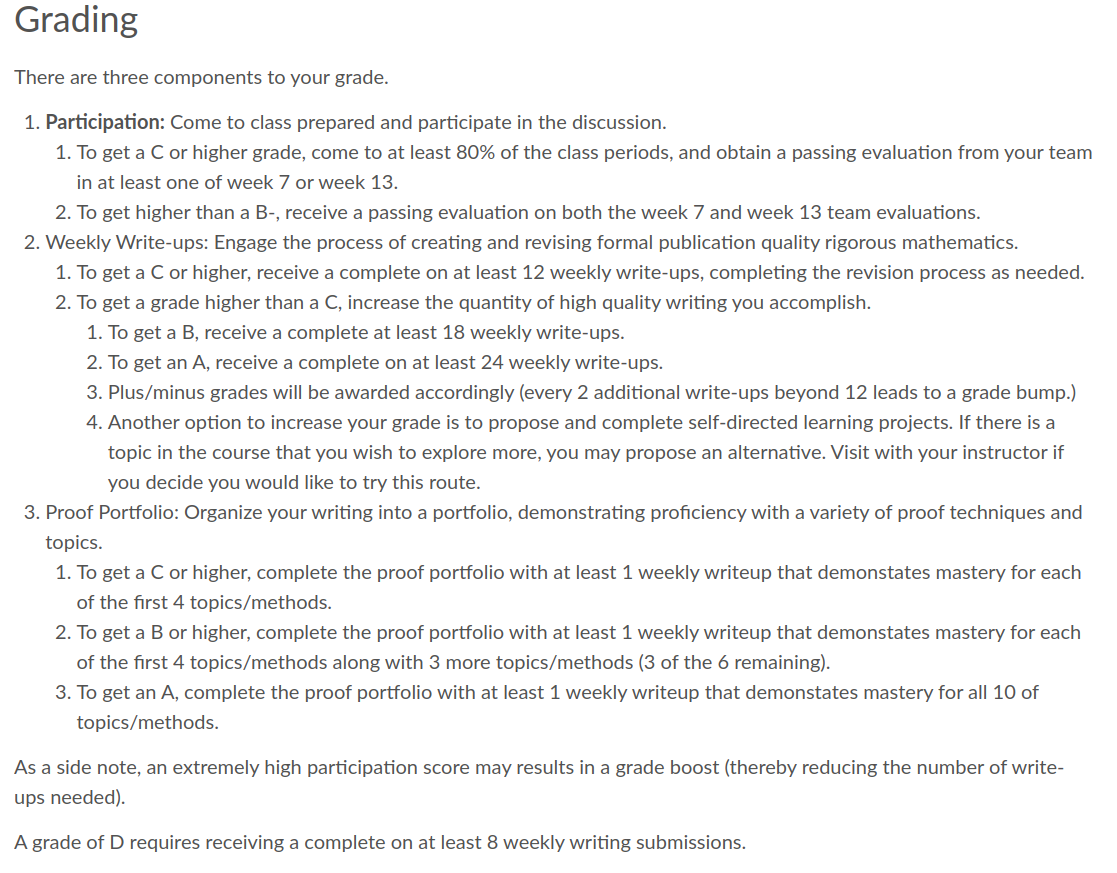 Grading
There are three components to your grade.
1. Participation: Come to class prepared and participate in the discussion.
1. To get a C or higher grade, come to at least 80% of the class periods, and obtain a passing evaluation from your team
in at least one of week 7 or week 13.
2. To get higher than a B-, receive a passing evaluation on both the week 7 and week 13 team evaluations.
2. Weekly Write-ups: Engage the process of creating and revising formal publication quality rigorous mathematics.
1. To get a C or higher, receive a complete on at least 12 weekly write-ups, completing the revision process as needed.
2. To get a grade higher than a C, increase the quantity of high quality writing you accomplish.
1. To get a B, receive a complete at least 18 weekly write-ups.
2. To get an A, receive a complete on at least 24 weekly write-ups.
3. Plus/minus grades will be awarded accordingly (every 2 additional write-ups beyond 12 leads to a grade bump.)
4. Another option to increase your grade is to propose and complete self-directed learning projects. If there is a
topic in the course that you wish to explore more, you may propose an alternative. Visit with your instructor if
you decide you would like to try this route.
3. Proof Portfolio: Organize your writing into a portfolio, demonstrating proficiency with a variety of proof techniques and
topics.
1. To get a C or higher, complete the proof portfolio with at least 1 weekly writeup that demonstates mastery for each
of the first 4 topics/methods.
2. To get a B or higher, complete the proof portfolio with at least 1 weekly writeup that demonstates mastery for each
of the first 4 topics/methods along with 3 more topics/methods (3 of the 6 remaining).
3. To get an A, complete the proof portfolio with at least 1 weekly writeup that demonstates mastery for all 10 of
topics/methods.
As a side note, an extremely high participation score may results in a grade boost (thereby reducing the number of write-
ups needed).
A grade of D requires receiving a complete on at least 8 weekly writing submissions.